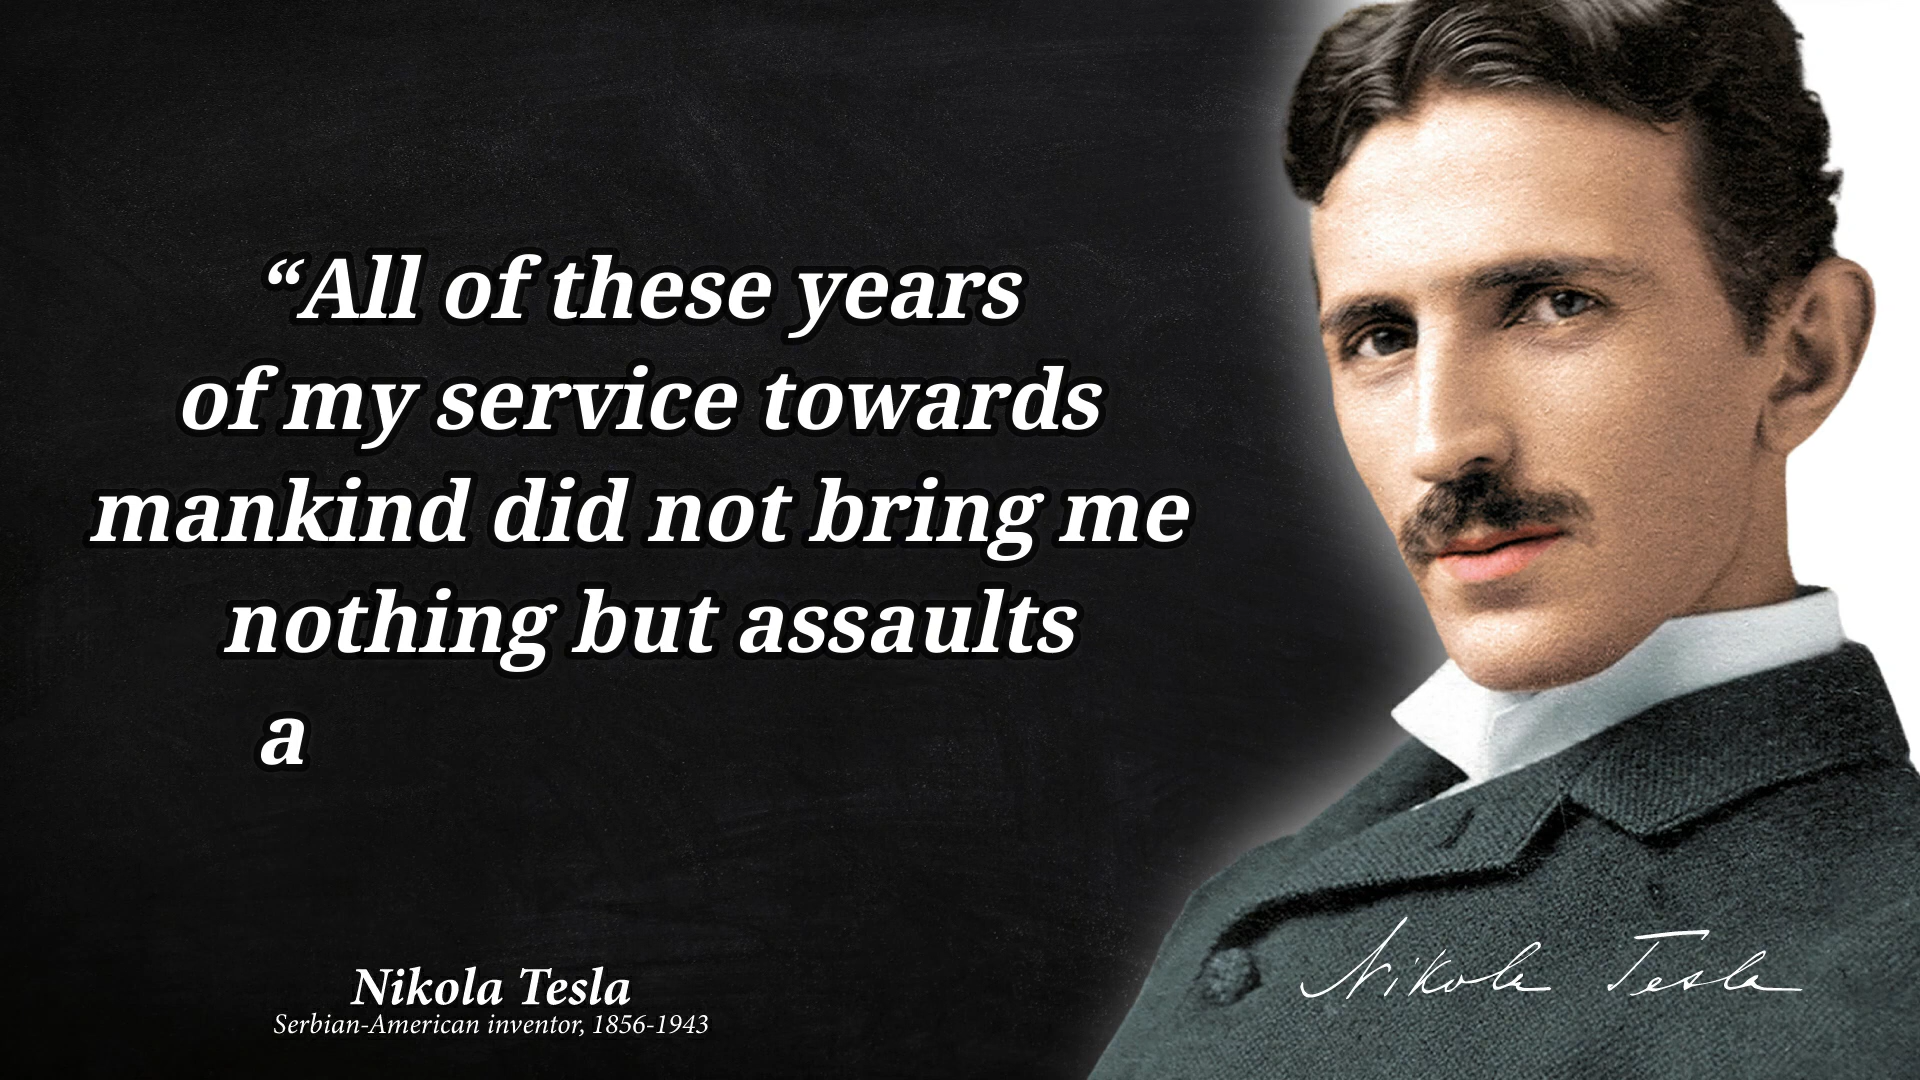 “All of these years
of my service towards
mankind did not bring me
nothing but assaults
a
Nikola Tesla
Serbian-American inventor, 1856-1943
Nikola Tesla